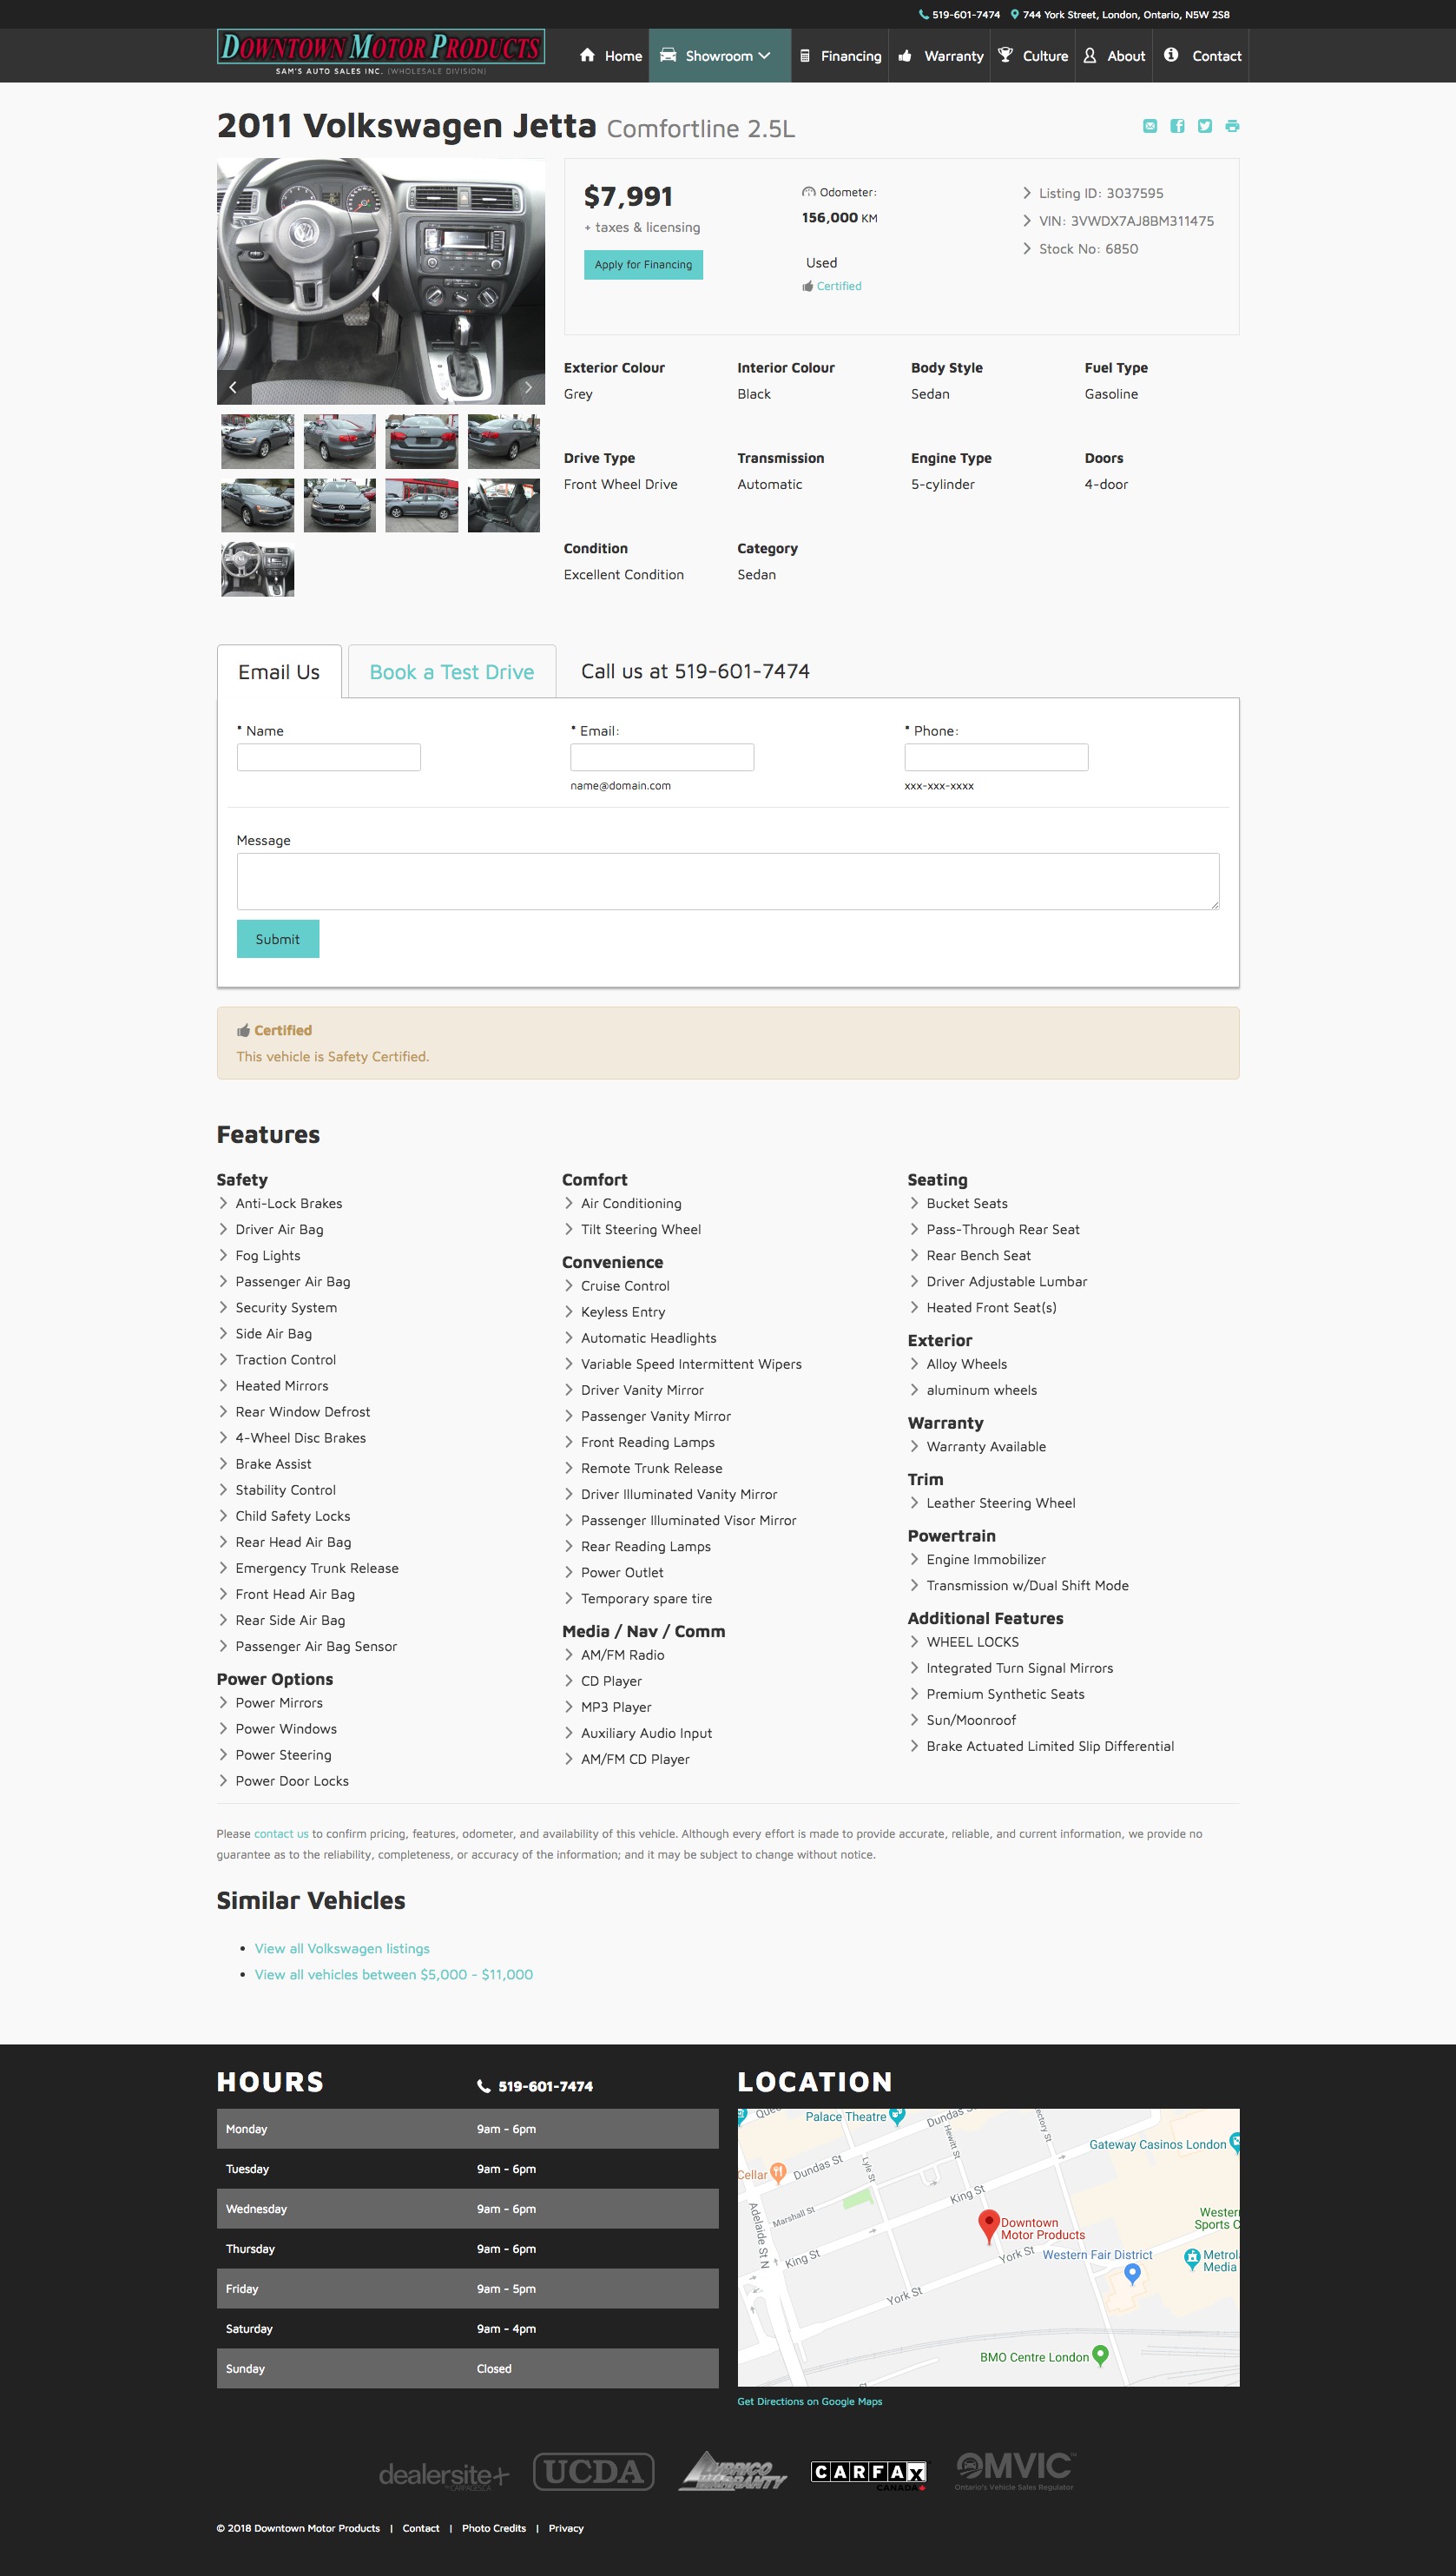 519-601-7474 744 York Street, London, Ontario, N5W 2S8
DOWNTOWN MOTOR PRODUCTS
SAM'S AUTO SALES INC. (WHOLESALE DIVISION)
Home Showroom Financing Warranty Culture About Contact
2011 Volkswagen Jetta Comfortline 2.5L
$7,991
+ taxes & licensing
Apply for Financing
Odometer:
156,000 KM
Used
Certified
Listing ID: 3037595
VIN: 3VWDX7AJ8BM311475
Stock No: 6850
Exterior Colour Interior Colour Body Style Fuel Type
Grey Black Sedan Gasoline
Drive Type Transmission Engine Type Doors
Front Wheel Drive Automatic 5-cylinder 4-door
Condition Category
Excellent Condition Sedan
Email Us Book a Test Drive Call us at 519-601-7474
* Name * Email: * Phone:
name@domain.com xxx-xxx-xxxx
Message
Submit
Certified
This vehicle is Safety Certified.
Features
Safety
Anti-Lock Brakes
Driver Air Bag
Fog Lights
Passenger Air Bag
Security System
Side Air Bag
Traction Control
Heated Mirrors
Rear Window Defrost
4-Wheel Disc Brakes
Brake Assist
Stability Control
Child Safety Locks
Rear Head Air Bag
Emergency Trunk Release
Front Head Air Bag
Rear Side Air Bag
Passenger Air Bag Sensor
Power Options
Power Mirrors
Power Windows
Power Steering
Power Door Locks
Comfort
Air Conditioning
Tilt Steering Wheel
Convenience
Cruise Control
Keyless Entry
Automatic Headlights
Variable Speed Intermittent Wipers
Driver Vanity Mirror
Passenger Vanity Mirror
Front Reading Lamps
Remote Trunk Release
Driver Illuminated Vanity Mirror
Passenger Illuminated Visor Mirror
Rear Reading Lamps
Power Outlet
Temporary spare tire
Media / Nav / Comm
AM/FM Radio
CD Player
MP3 Player
Auxiliary Audio Input
AM/FM CD Player
Seating
Bucket Seats
Pass-Through Rear Seat
Rear Bench Seat
Driver Adjustable Lumbar
Heated Front Seat(s)
Exterior
Alloy Wheels
aluminum wheels
Warranty
Warranty Available
Trim
Leather Steering Wheel
Powertrain
Engine Immobilizer
Transmission w/Dual Shift Mode
Additional Features
WHEEL LOCKS
Integrated Turn Signal Mirrors
Premium Synthetic Seats
Sun/Moonroof
Brake Actuated Limited Slip Differential
Please contact us to confirm pricing, features, odometer, and availability of this vehicle. Although every effort is made to provide accurate, reliable, and current information, we provide no
guarantee as to the reliability, completeness, or accuracy of the information; and it may be subject to change without notice.
Similar Vehicles
View all Volkswagen listings
View all vehicles between $5,000 - $11,000
HOURS 519-601-7474
Monday 9am - 6pm
Tuesday 9am - 6pm
Wednesday 9am - 6pm
Thursday 9am - 6pm
Friday 9am - 5pm
Saturday 9am - 4pm
Sunday Closed
LOCATION
Palace Theatre
Dundas St
Gateway Casinos London
Hewitt St
Cellar
Dundas St
Lyle St
King St
Marshall St
Adelaide St N
Downtown
Motor Products
Western
Sports C
King St
York St
Western Fair District
Metrol
Media
York St
BMO Centre London
Get Directions on Google Maps
dealersite+
BY CARPAGES.CA
UCDA
LUBRICO
WARRANTY
CARFAX
CANADA
OMVIC
Ontario's Vehicle Sales Regulator
© 2018 Downtown Motor Products | Contact | Photo Credits | Privacy